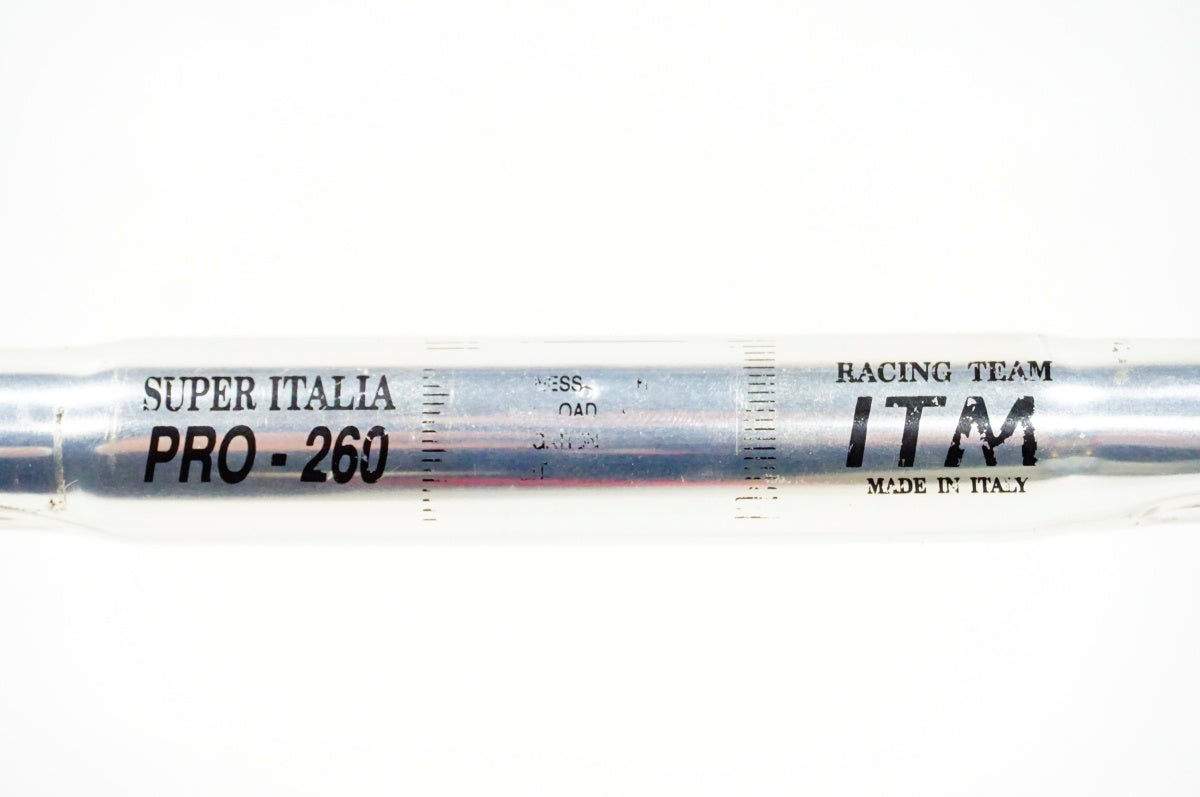 SUPER ITALIA
PRO - 260
RACING TEAM
ITM
MADE IN ITALY